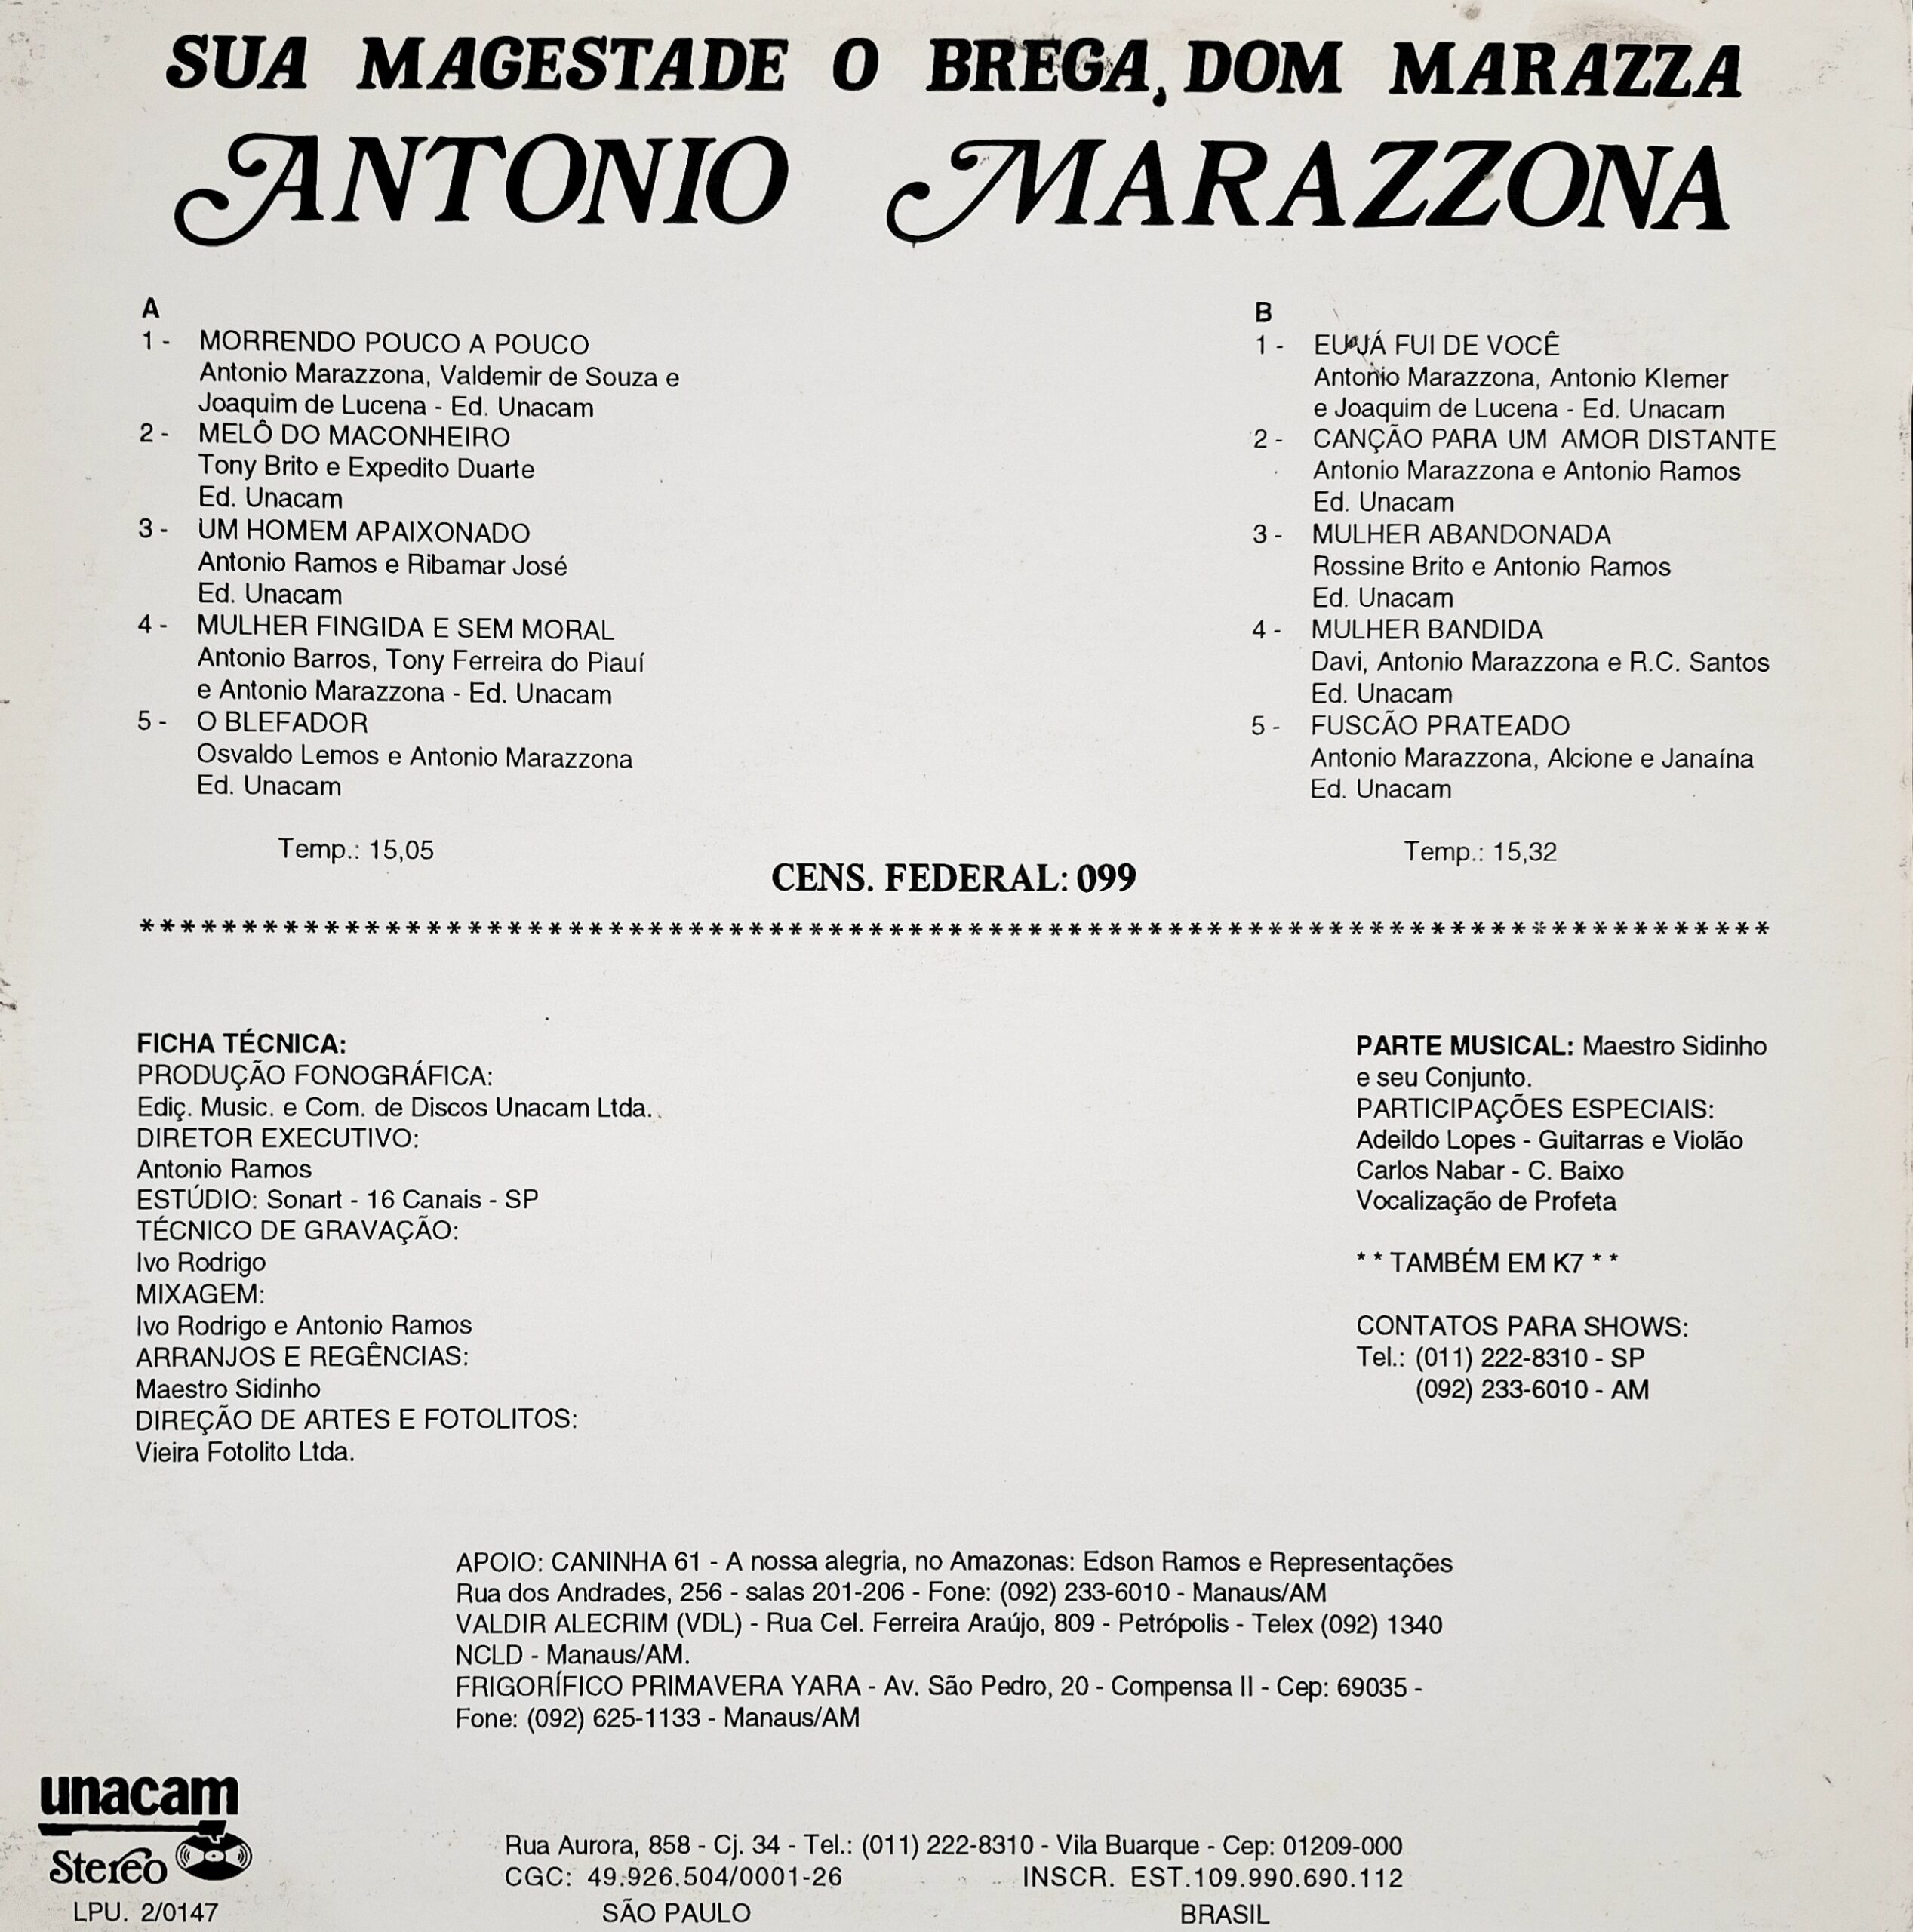 SUA MAGESTADE O BREGA, DOM MARAZZA
ANTONIO MARAZZONA
A
1 - MORRENDO POUCO A POUCO
Antonio Marazzona, Valdemir de Souza e
Joaquim de Lucena - Ed. Unacam
2 - MELÔ DO MACONHEIRO
Tony Brito e Expedito Duarte
Ed. Unacam
3 - UM HOMEM APAIXONADO
Antonio Ramos e Ribamar José
Ed. Unacam
4 - MULHER FINGIDA E SEM MORAL
Antonio Barros, Tony Ferreira do Piauí
e Antonio Marazzona - Ed. Unacam
5 - O BLEFADOR
Osvaldo Lemos e Antonio Marazzona
Ed. Unacam
Temp.: 15,05
B
1 - EU JÁ FUI DE VOCÊ
Antonio Marazzona, Antonio Klemer
e Joaquim de Lucena - Ed. Unacam
2 - CANÇÃO PARA UM AMOR DISTANTE
Antonio Marazzona e Antonio Ramos
Ed. Unacam
3 - MULHER ABANDONADA
Rossine Brito e Antonio Ramos
Ed. Unacam
4 - MULHER BANDIDA
Davi, Antonio Marazzona e R.C. Santos
Ed. Unacam
5 - FUSCÃO PRATEADO
Antonio Marazzona, Alcione e Janaína
Ed. Unacam
Temp.: 15,32
CENS. FEDERAL: 099
*********************************************************************************
FICHA TÉCNICA:
PRODUÇÃO FONOGRÁFICA:
Ediç. Music. e Com. de Discos Unacam Ltda.
DIRETOR EXECUTIVO:
Antonio Ramos
ESTÚDIO: Sonart - 16 Canais - SP
TÉCNICO DE GRAVAÇÃO:
Ivo Rodrigo
MIXAGEM:
Ivo Rodrigo e Antonio Ramos
ARRANJOS E REGÊNCIAS:
Maestro Sidinho
DIREÇÃO DE ARTES E FOTOLITOS:
Vieira Fotolito Ltda.
PARTE MUSICAL: Maestro Sidinho
e seu Conjunto.
PARTICIPAÇÕES ESPECIAIS:
Adeildo Lopes - Guitarras e Violão
Carlos Nabar - C. Baixo
Vocalização de Profeta
* * TAMBÉM EM K7 * *
CONTATOS PARA SHOWS:
Tel.: (011) 222-8310 - SP
(092) 233-6010 - AM
APOIO: CANINHA 61 - A nossa alegria, no Amazonas: Edson Ramos e Representações
Rua dos Andrades, 256 - salas 201-206 - Fone: (092) 233-6010 - Manaus/AM
VALDIR ALECRIM (VDL) - Rua Cel. Ferreira Araújo, 809 - Petrópolis - Telex (092) 1340
NCLD - Manaus/AM.
FRIGORÍFICO PRIMAVERA YARA - Av. São Pedro, 20 - Compensa II - Cep: 69035 -
Fone: (092) 625-1133 - Manaus/AM
unacam
Stereo
LPU. 2/0147
Rua Aurora, 858 - Cj. 34 - Tel.: (011) 222-8310 - Vila Buarque - Cep: 01209-000
CGC: 49.926.504/0001-26 INSCR. EST.109.990.690.112
SÃO PAULO BRASIL